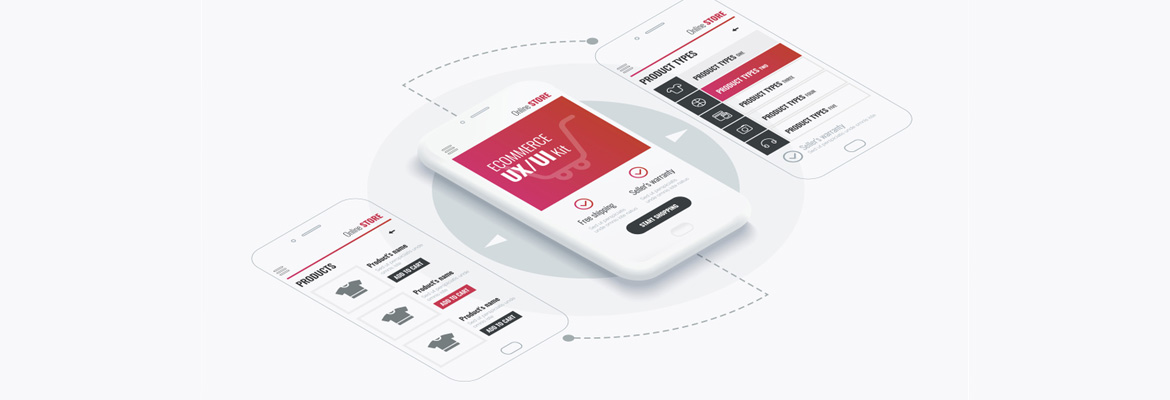 Online STORE
PRODUCT TYPES
PRODUCT TYPES ONE
PRODUCT TYPES TWO
PRODUCT TYPES THREE
PRODUCT TYPES FOUR
PRODUCT TYPES FIVE
Seller's warranty
Online STORE
ECOMMERCE
UX/UI Kit
Free shipping
Seller's warranty
START SHOPPING
Online STORE
PRODUCTS
Product's name
ADD TO CART
Product's name
ADD TO CART
Product's name
ADD TO CART